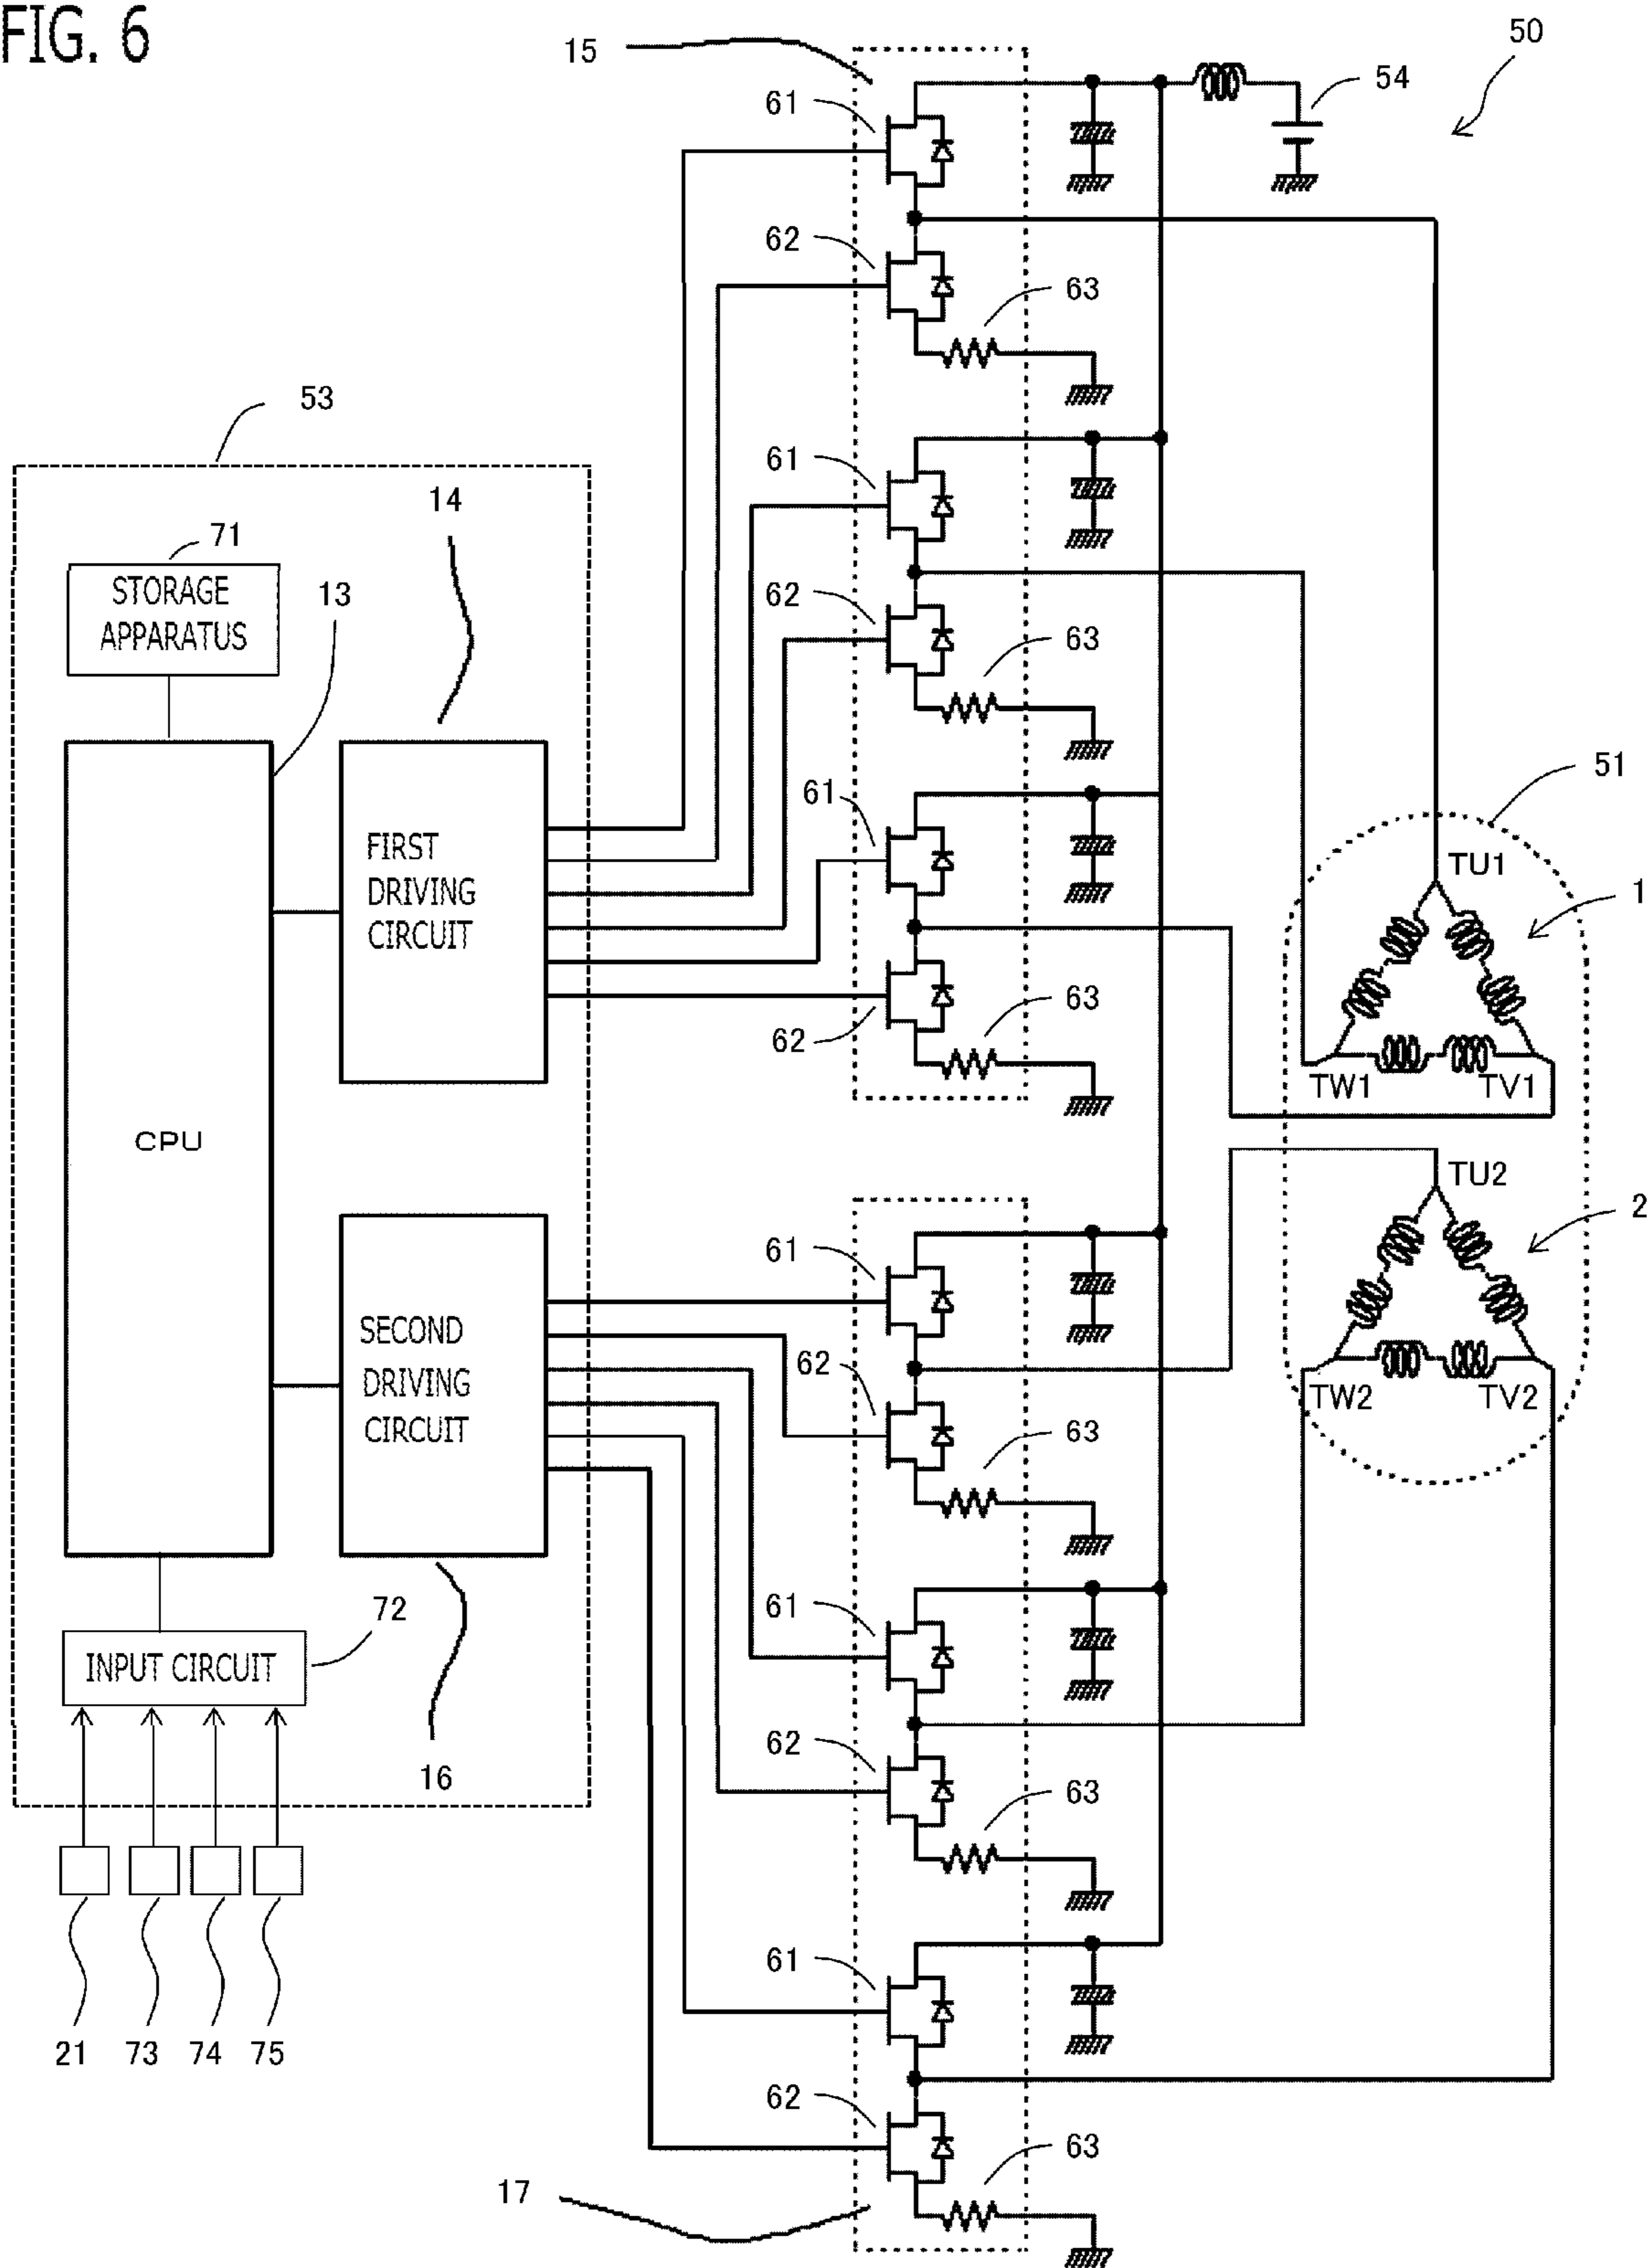 FIG. 6
15
50
54
61
62
63
53
61
14
71
STORAGE
APPARATUS
13
62
63
51
61
TU1
FIRST
DRIVING
CIRCUIT
1
63
62
TW1
TV1
CPU
TU2
2
61
SECOND
DRIVING
CIRCUIT
62
TW2
TV2
63
61
72
INPUT CIRCUIT
62
16
63
61
21
73
74
75
62
63
17